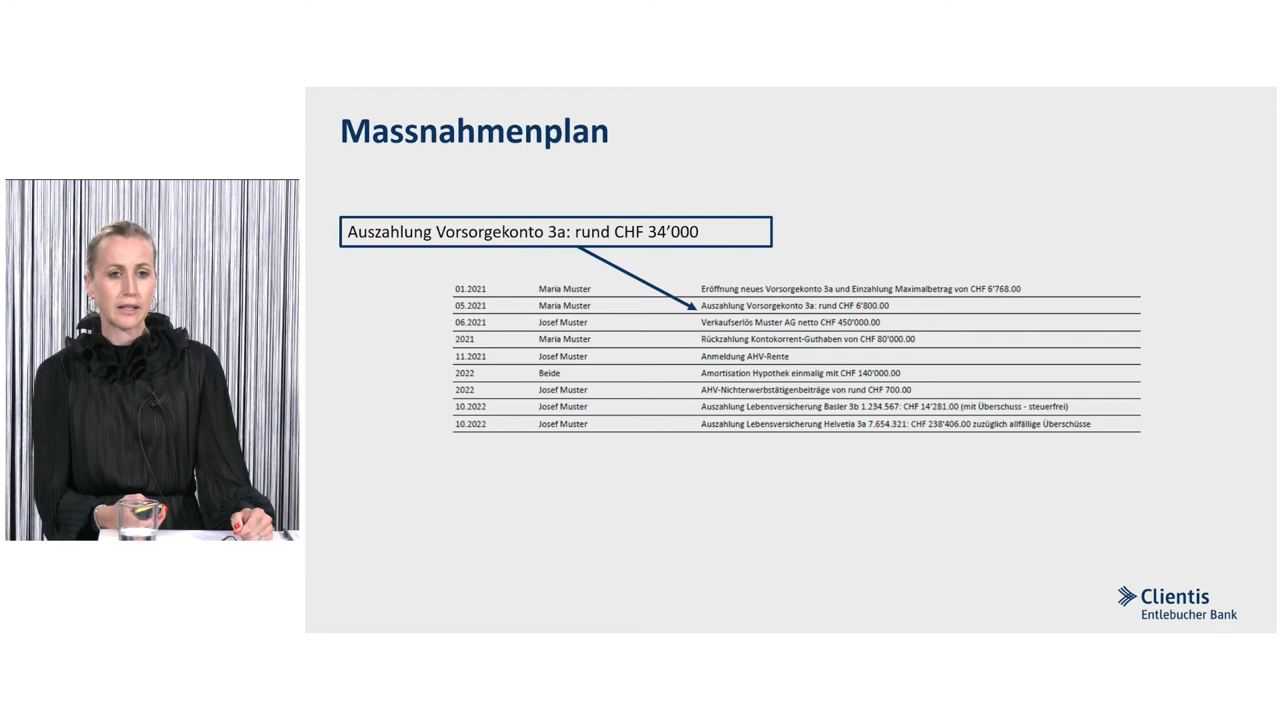 Massnahmenplan
Auszahlung Vorsorgekonto 3a: rund CHF 34’000
01.2021 Maria Muster Eröffnung neues Vorsorgekonto 3a und Einzahlung Maximalbetrag von CHF 6'768.00
05.2021 Maria Muster Auszahlung Vorsorgekonto 3a: rund CHF 6'800.00
06.2021 Josef Muster Verkaufserlös Muster AG netto CHF 450'000.00
2021 Maria Muster Rückzahlung Kontokorrent-Guthaben von CHF 80'000.00
11.2021 Josef Muster Anmeldung AHV-Rente
2022 Beide Amortisation Hypothek einmalig mit CHF 140'000.00
2022 Josef Muster AHV-Nichterwerbstätigenbeiträge von rund CHF 700.00
10.2022 Josef Muster Auszahlung Lebensversicherung Basler 3b 1.234.567: CHF 14'281.00 (mit Überschuss - steuerfrei)
10.2022 Josef Muster Auszahlung Lebensversicherung Helvetia 3a 7.654.321: CHF 238'406.00 zuzüglich allfällige Überschüsse
Clientis
Entlebucher Bank